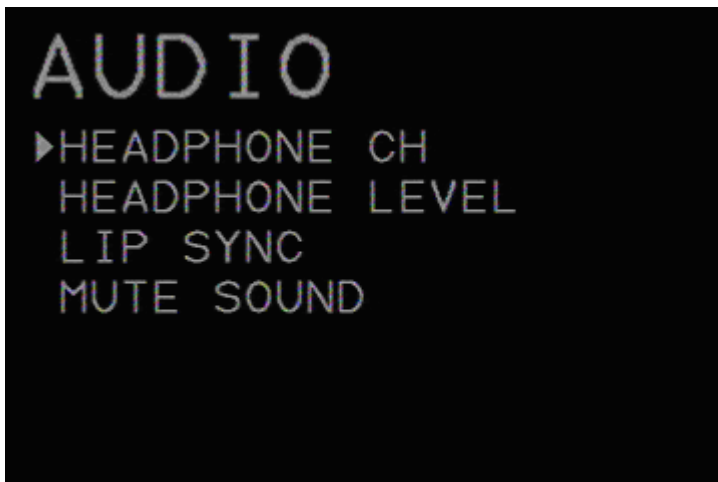 AUDIO
▶HEADPHONE CH
HEADPHONE LEVEL
LIP SYNC
MUTE SOUND